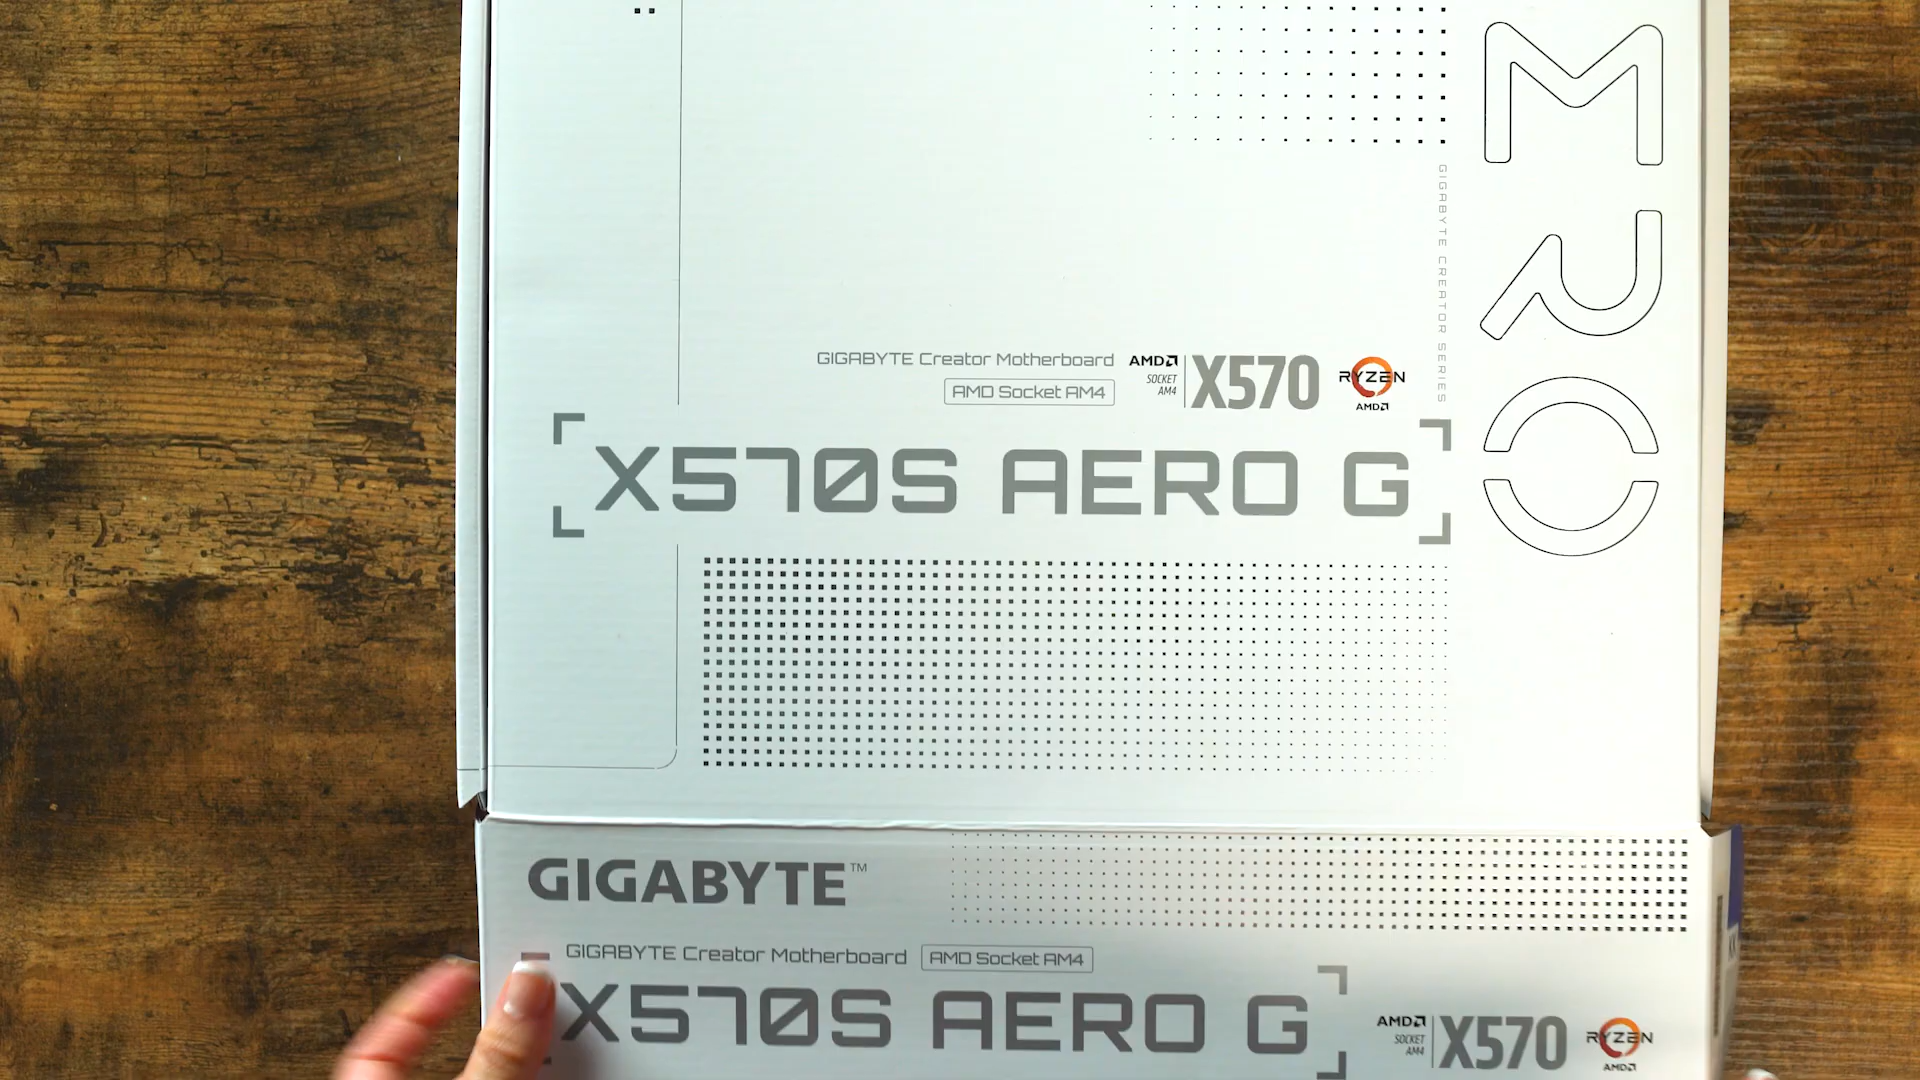 GIGABYTE CREATOR SERIES
GIGABYTE Creator Motherboard
AMD Socket AM4
AMD
SOCKET
AM4
X570
RYZEN
AMD
X570S AERO G
GIGABYTE™
GIGABYTE Creator Motherboard AMD Socket AM4
X570S AERO G
AMD
SOCKET
AM4
X570
RYZEN
AMD